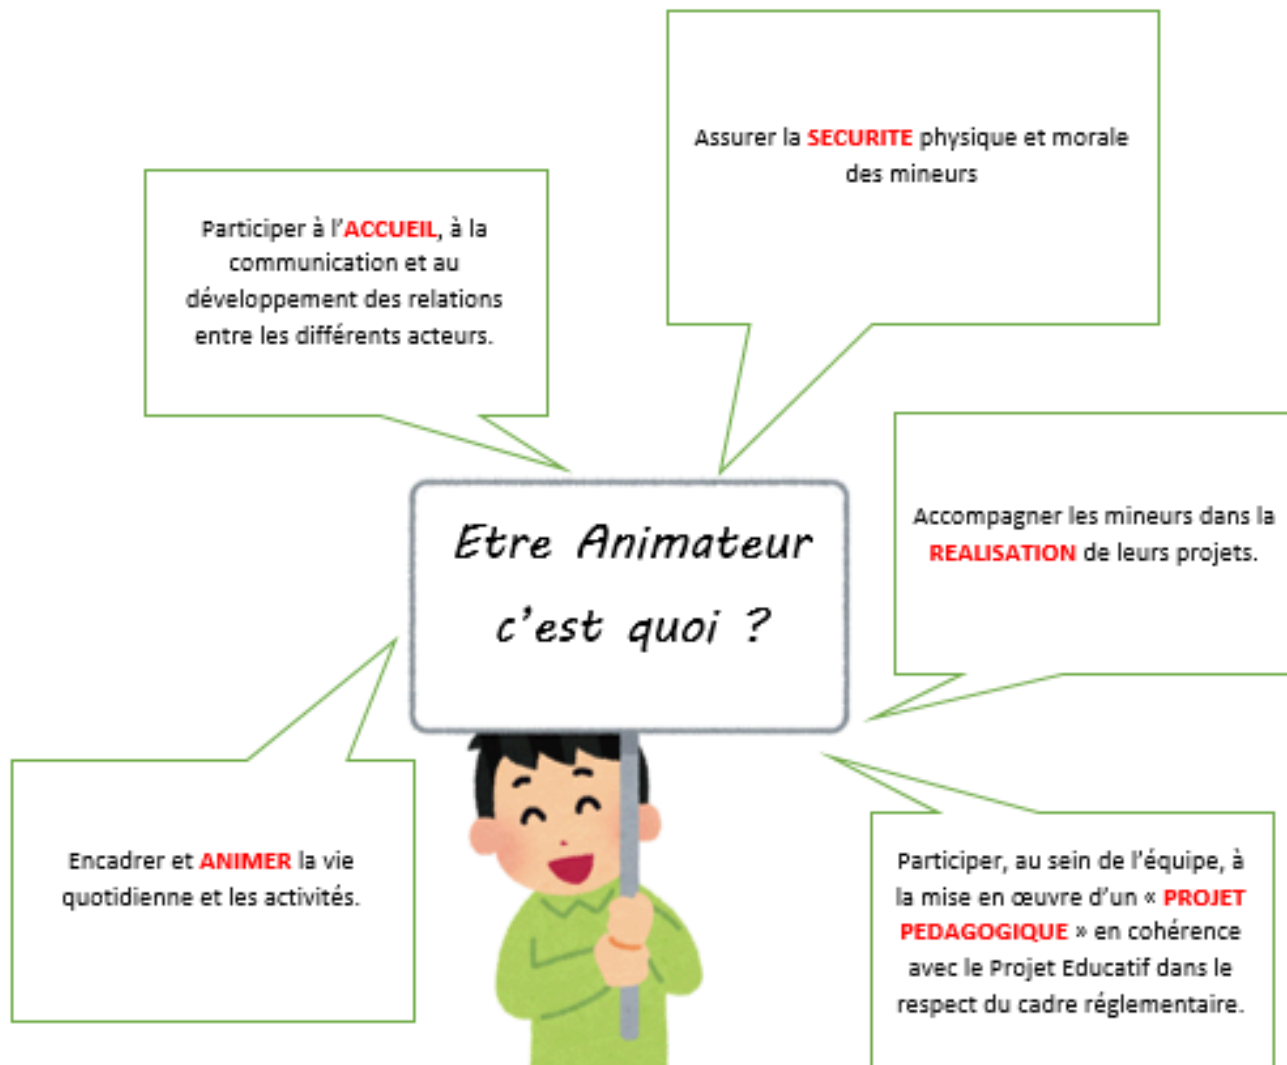 Assurer la SECURITE physique et morale
des mineurs
Participer à l'ACCUEIL, à la
communication et au
développement des relations
entre les différents acteurs.
Accompagner les mineurs dans la
REALISATION de leurs projets.
Etre Animateur
c'est quoi ?
Encadrer et ANIMER la vie
quotidienne et les activités.
Participer, au sein de l'équipe, à
la mise en œuvre d'un « PROJET
PEDAGOGIQUE » en cohérence
avec le Projet Educatif dans le
respect du cadre réglementaire.